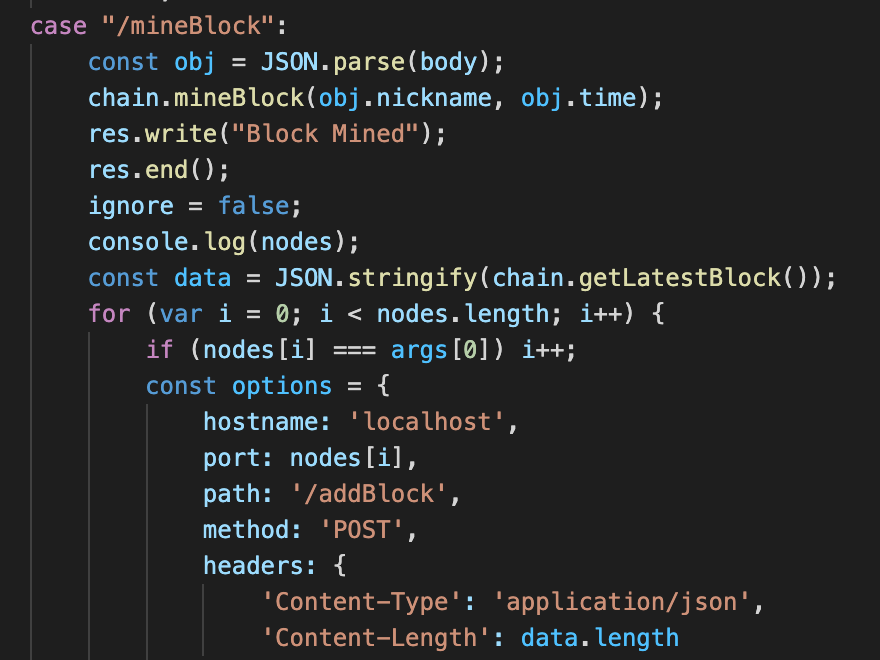 case "/mineBlock":
const obj = JSON.parse(body);
chain.mineBlock(obj.nickname, obj.time);
res.write("Block Mined");
res.end();
ignore = false;
console.log(nodes);
const data = JSON.stringify(chain.getLatestBlock());
for (var i = 0; i < nodes.length; i++) {
if (nodes[i] === args[0]) i++;
const options = {
hostname: 'localhost',
port: nodes[i],
path: '/addBlock',
method: 'POST',
headers: {
'Content-Type': 'application/json',
'Content-Length': data.length